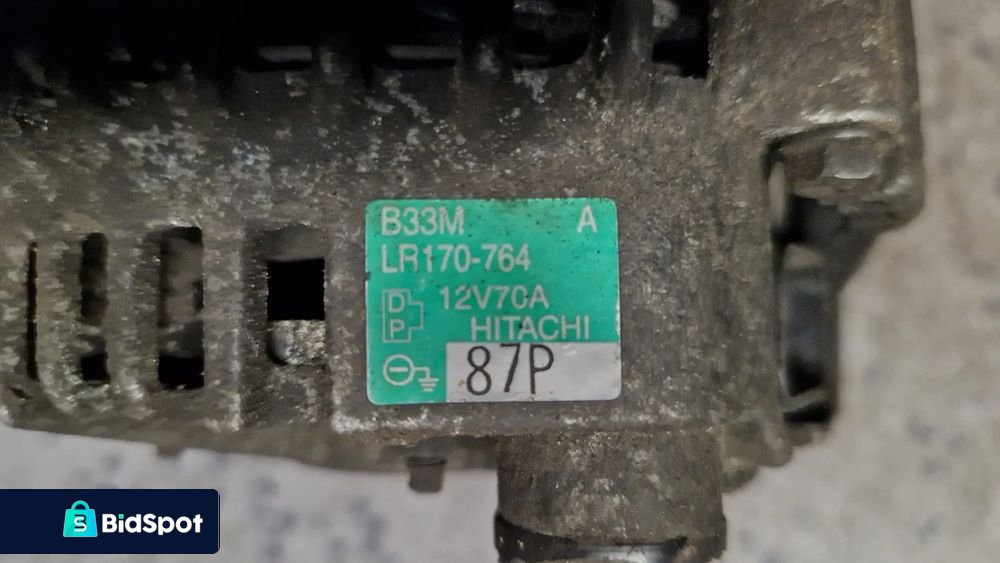 B33M A
LR170-764
D
P
12V70A
HITACHI
87P
BidSpot